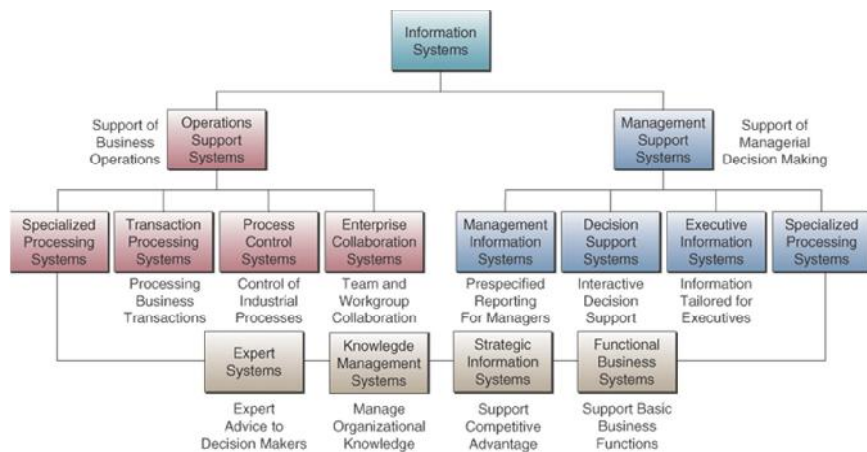 Information
Systems
Support of
Business
Operations
Operations
Support
Systems
Management
Support
Systems
Support of
Managerial
Decision Making
Specialized
Processing
Systems
Transaction
Processing
Systems
Process
Control
Systems
Enterprise
Collaboration
Systems
Management
Information
Systems
Decision
Support
Systems
Executive
Information
Systems
Specialized
Processing
Systems
Processing
Business
Transactions
Control of
Industrial
Processes
Team and
Workgroup
Collaboration
Prespecified
Reporting
For Managers
Interactive
Decision
Support
Information
Tailored for
Executives
Expert
Systems
Knowlegde
Management
Systems
Strategic
Information
Systems
Functional
Business
Systems
Expert
Advice to
Decision Makers
Manage
Organizational
Knowledge
Support
Competitive
Advantage
Support Basic
Business
Functions